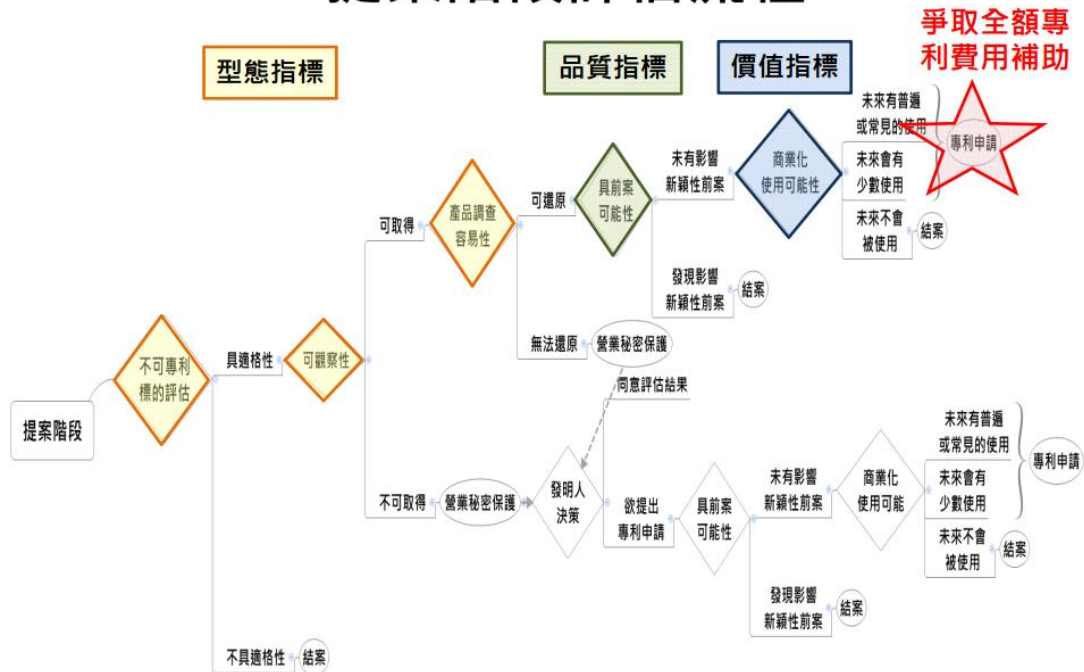 爭取全額專
利費用補助
型態指標
品質指標
價值指標
未來有普遍
或常見的使用
未來會有
少數使用
未來不會
被使用
專利申請
結案
商業化
使用可能性
未有影響
新穎性前案
發現影響
新穎性前案
結案
具前案
可能性
可還原
無法還原
營業秘密保護
產品調查
容易性
可取得
可觀察性
具適格性
不可專利
標的評估
提案階段
同意評估結果
不可取得
營業秘密保護
發明人
決策
欲提出
專利申請
具前案
可能性
未有影響
新穎性前案
商業化
使用可能
未來有普遍
或常見的使用
未來會有
少數使用
未來不會
被使用
專利申請
結案
發現影響
新穎性前案
結案
不具適格性
結案